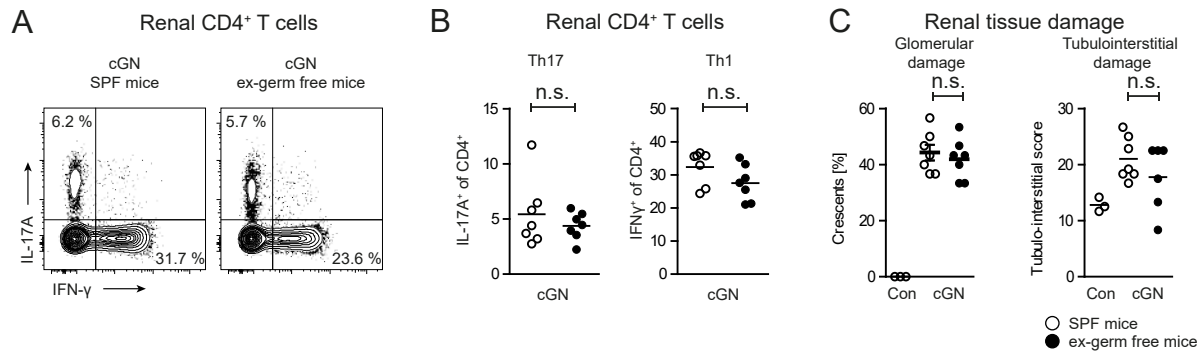 A
Renal CD4⁺ T cells
cGN
SPF mice
cGN
ex-germ free mice
6.2 %
31.7 %
5.7 %
23.6 %
IL-17A
IFN-γ
B
Renal CD4⁺ T cells
Th17
n.s.
15
10
5
0
IL-17A⁺ of CD4⁺
cGN
Th1
n.s.
50
40
30
20
10
0
IFNγ⁺ of CD4⁺
cGN
C
Renal tissue damage
Glomerular
damage
n.s.
60
40
20
0
Crescents [%]
Con
cGN
Tubulointerstitial
damage
n.s.
30
20
10
0
Tubulo-interstitial score
Con
cGN
SPF mice
ex-germ free mice